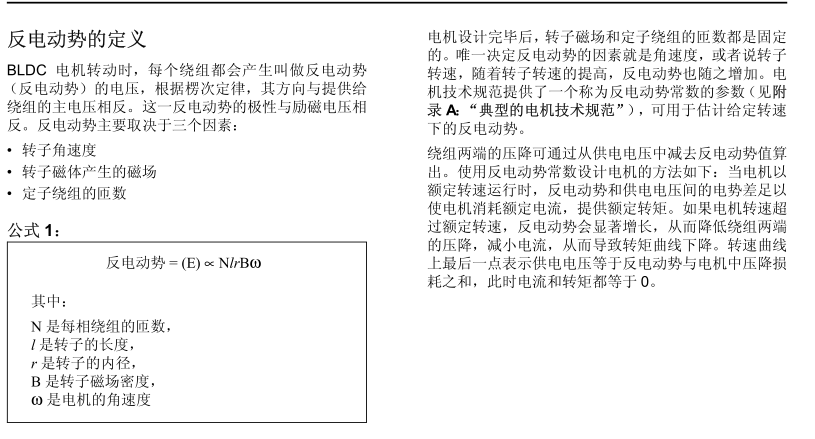 反电动势的定义
BLDC 电机转动时，每个绕组都会产生叫做反电动势
（反电动势）的电压，根据楞次定律，其方向与提供给
绕组的主电压相反。这一反电动势的极性与励磁电压相
反。反电动势主要取决于三个因素：
• 转子角速度
• 转子磁体产生的磁场
• 定子绕组的匝数
公式 1：
反电动势 = (E) ∝ NlrBω
其中：
N 是每相绕组的匝数，
l 是转子的长度，
r 是转子的内径，
B 是转子磁场密度，
ω 是电机的角速度
电机设计完毕后，转子磁场和定子绕组的匝数都是固定
的。唯一决定反电动势的因素就是角速度，或者说转子
转速，随着转子转速的提高，反电动势也随之增加。电
机技术规范提供了一个称为反电动势常数的参数（见附
录 A：“典型的电机技术规范”），可用于估计给定转速
下的反电动势。
绕组两端的压降可通过从供电电压中减去反电动势值算
出。使用反电动势常数设计电机的方法如下：当电机以
额定转速运行时，反电动势和供电电压间的电势差足以
使电机消耗额定电流，提供额定转矩。如果电机转速超
过额定转速，反电动势会显著增长，从而降低绕组两端
的压降，减小电流，从而导致转矩曲线下降。转速曲线
上最后一点表示供电电压等于反电动势与电机中压降损
耗之和，此时电流和转矩都等于 0。